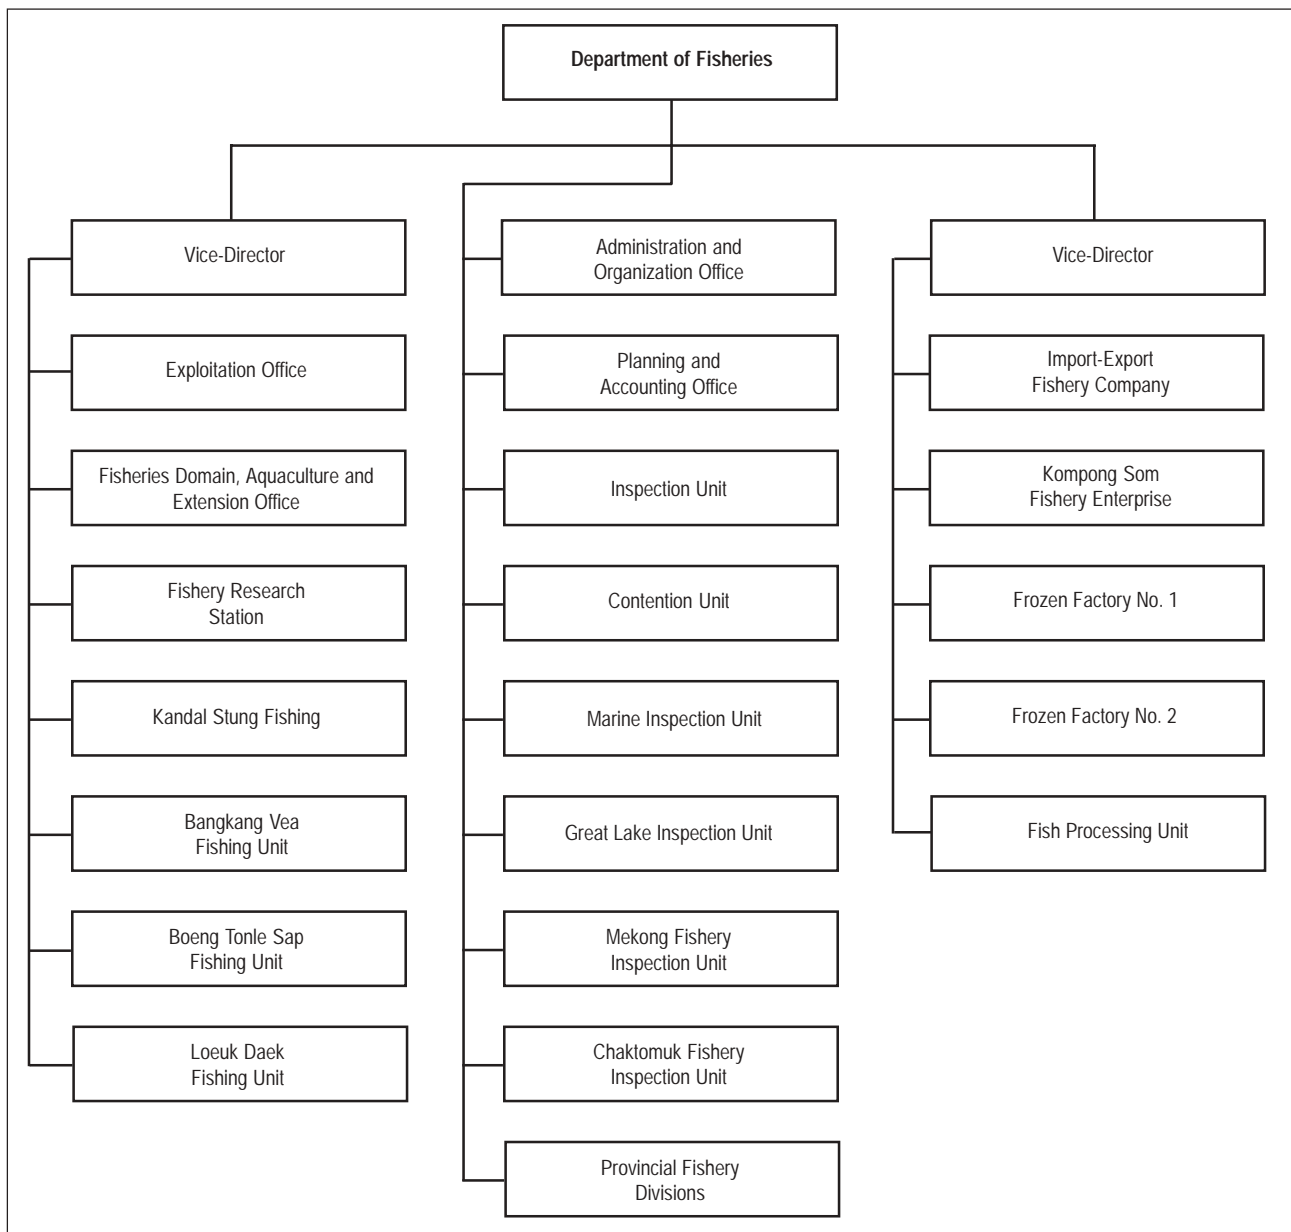 Department of Fisheries
Vice-Director
Exploitation Office
Fisheries Domain, Aquaculture and
Extension Office
Fishery Research
Station
Kandal Stung Fishing
Bangkang Vea
Fishing Unit
Boeng Tonle Sap
Fishing Unit
Loeuk Daek
Fishing Unit
Administration and
Organization Office
Planning and
Accounting Office
Inspection Unit
Contention Unit
Marine Inspection Unit
Great Lake Inspection Unit
Mekong Fishery
Inspection Unit
Chaktomuk Fishery
Inspection Unit
Provincial Fishery
Divisions
Vice-Director
Import-Export
Fishery Company
Kompong Som
Fishery Enterprise
Frozen Factory No. 1
Frozen Factory No. 2
Fish Processing Unit